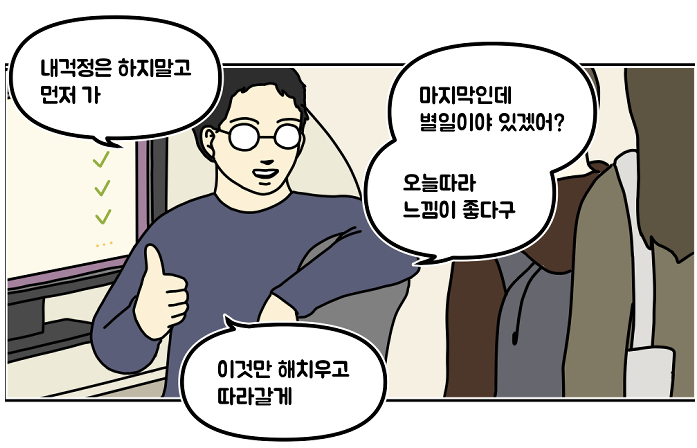 내걱정은 하지말고
먼저 가
마지막인데
별일이야 있겠어?
오늘따라
느낌이 좋다구
이것만 해치우고
따라갈게